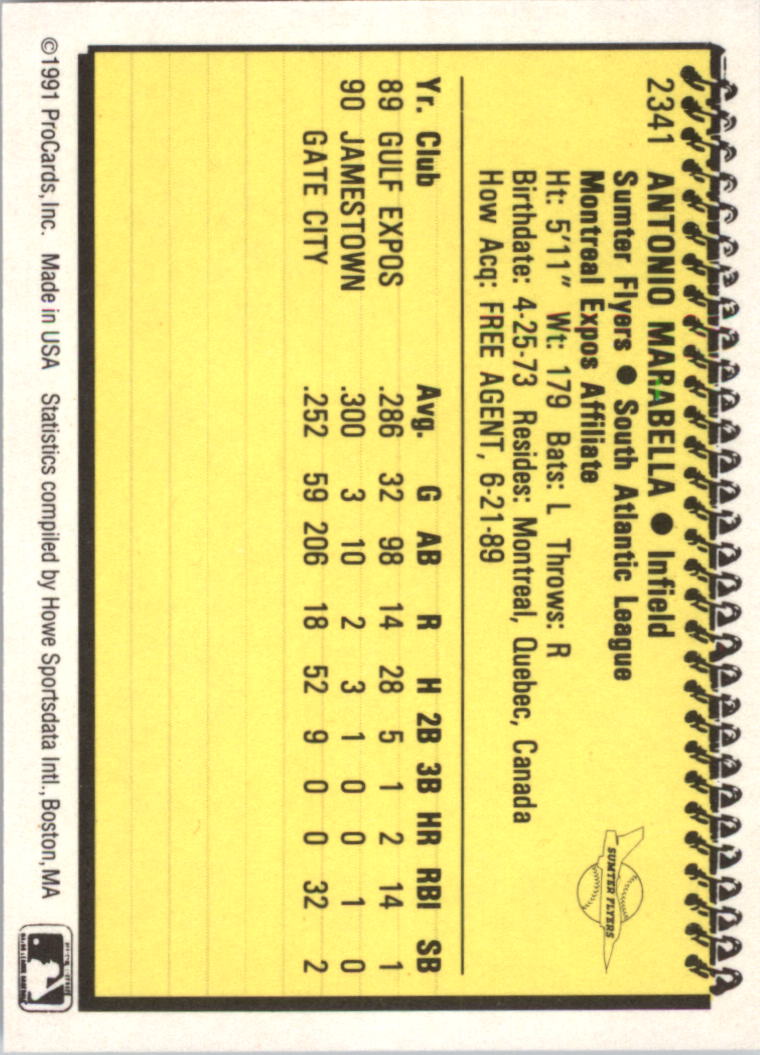 2341 ANTONIO MARABELLA ● Infield
Sumter Flyers ● South Atlantic League
Montreal Expos Affiliate
Ht: 5'11" Wt: 179 Bats: L Throws: R
Birthdate: 4-25-73 Resides: Montreal, Quebec, Canada
How Acq: FREE AGENT, 6-21-89
SUMTER FLYERS
Yr. Club Avg. G AB R H 2B 3B HR RBI SB
89 GULF EXPOS .286 32 98 14 28 5 1 2 14 1
90 JAMESTOWN .300 3 10 2 3 1 0 0 1 0
GATE CITY .252 59 206 18 52 9 0 0 32 2
©1991 ProCards, Inc. Made in USA Statistics compiled by Howe Sportsdata Intl., Boston, MA